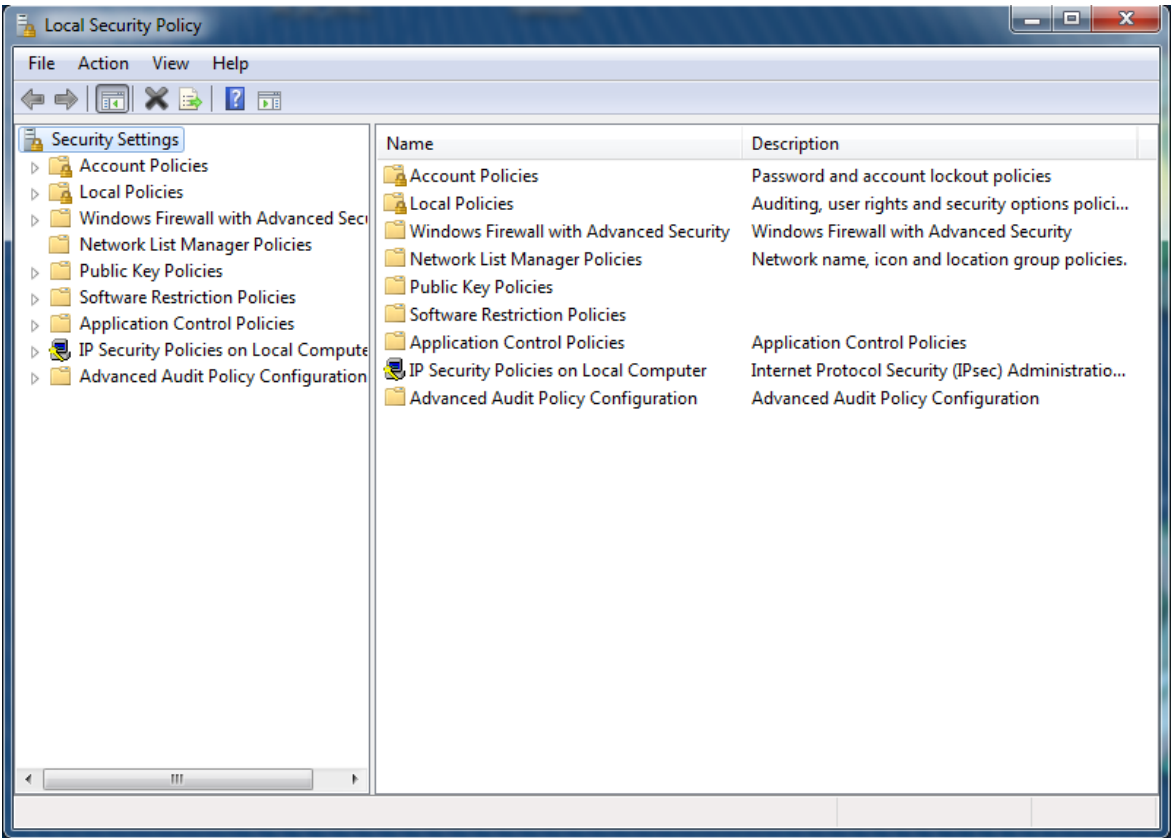 Local Security Policy
File Action View Help
Security Settings
Account Policies
Local Policies
Windows Firewall with Advanced Secu
Network List Manager Policies
Public Key Policies
Software Restriction Policies
Application Control Policies
IP Security Policies on Local Compute
Advanced Audit Policy Configuration
Name Description
Account Policies Password and account lockout policies
Local Policies Auditing, user rights and security options polici...
Windows Firewall with Advanced Security Windows Firewall with Advanced Security
Network List Manager Policies Network name, icon and location group policies.
Public Key Policies
Software Restriction Policies
Application Control Policies Application Control Policies
IP Security Policies on Local Computer Internet Protocol Security (IPsec) Administratio...
Advanced Audit Policy Configuration Advanced Audit Policy Configuration